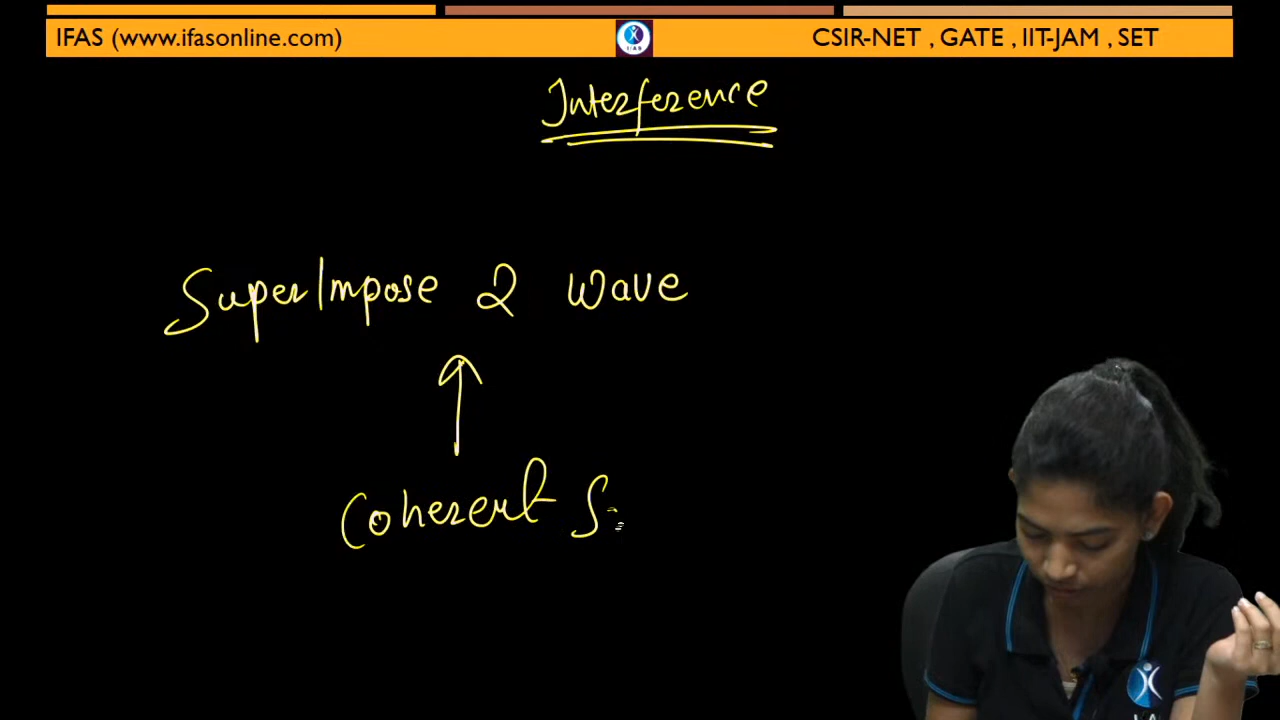 IFAS (www.ifasonline.com)
CSIR-NET , GATE , IIT-JAM , SET
Interference
SuperImpose 2 wave
Coherent S